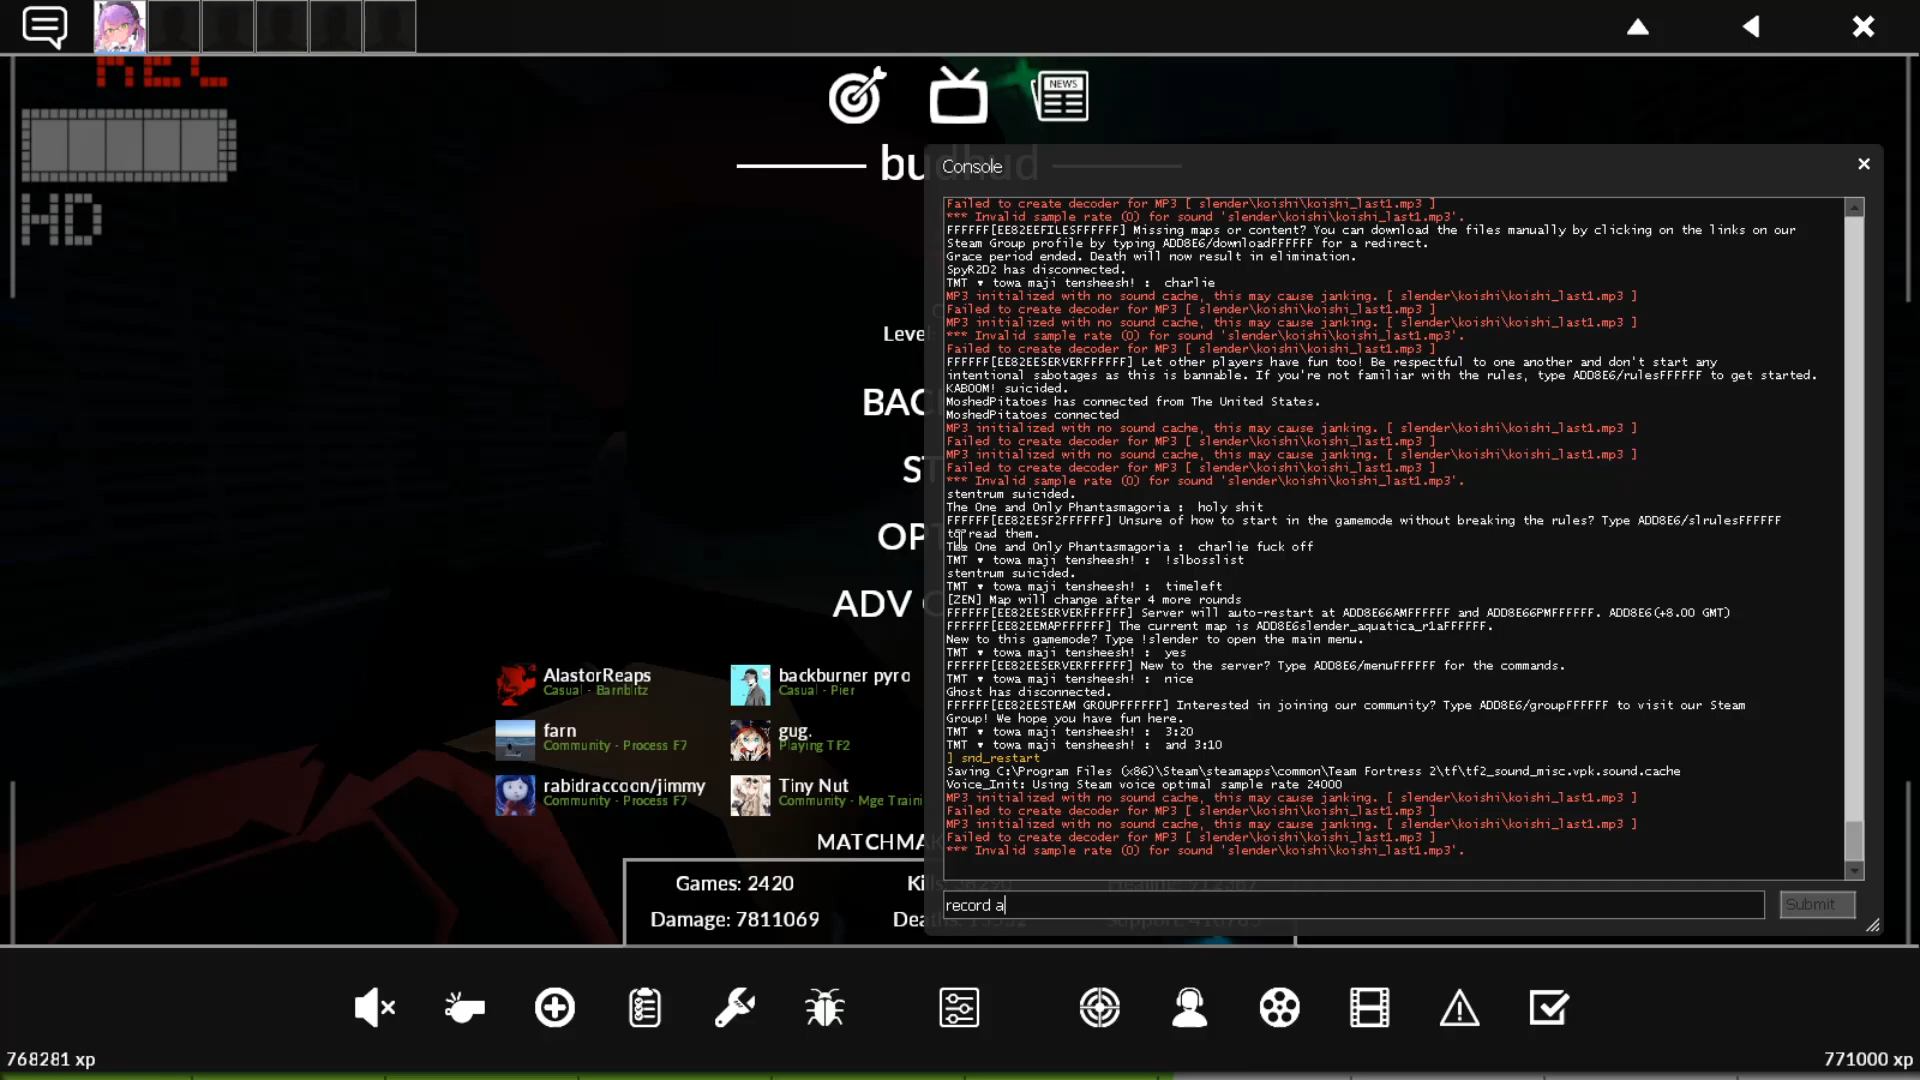 REC
HD
NEWS
budhud
Console
Level
BAC
ST
OP
ADV
Failed to create decoder for MP3 [ slender\koishi\koishi_last1.mp3 ]
*** Invalid sample rate (0) for sound 'slender\koishi\koishi_last1.mp3'.
FFFFFF[EE82EEFILESFFFFFF] Missing maps or content? You can download the files manually by clicking on the links on our
Steam Group profile by typing ADD8E6/downloadFFFFFF for a redirect.
Grace period ended. Death will now result in elimination.
SpyR2D2 has disconnected.
TMT ▾ towa maji tensheesh! :  charlie
MP3 initialized with no sound cache, this may cause janking. [ slender\koishi\koishi_last1.mp3 ]
Failed to create decoder for MP3 [ slender\koishi\koishi_last1.mp3 ]
MP3 initialized with no sound cache, this may cause janking. [ slender\koishi\koishi_last1.mp3 ]
*** Invalid sample rate (0) for sound 'slender\koishi\koishi_last1.mp3'.
Failed to create decoder for MP3 [ slender\koishi\koishi_last1.mp3 ]
FFFFFF[EE82EESERVERFFFFFF] Let other players have fun too! Be respectful to one another and don't start any
intentional sabotages as this is bannable. If you're not familiar with the rules, type ADD8E6/rulesFFFFFF to get started.
KABOOM! suicided.
MoshedPitatoes has connected from The United States.
MoshedPitatoes connected
MP3 initialized with no sound cache, this may cause janking. [ slender\koishi\koishi_last1.mp3 ]
Failed to create decoder for MP3 [ slender\koishi\koishi_last1.mp3 ]
MP3 initialized with no sound cache, this may cause janking. [ slender\koishi\koishi_last1.mp3 ]
Failed to create decoder for MP3 [ slender\koishi\koishi_last1.mp3 ]
*** Invalid sample rate (0) for sound 'slender\koishi\koishi_last1.mp3'.
stentrum suicided.
The One and Only Phantasmagoria :  holy shit
FFFFFF[EE82EESF2FFFFFF] Unsure of how to start in the gamemode without breaking the rules? Type ADD8E6/slrulesFFFFFF
to read them.
The One and Only Phantasmagoria :  charlie fuck off
TMT ▾ towa maji tensheesh! :  !slbosslist
stentrum suicided.
TMT ▾ towa maji tensheesh! :  timeleft
[ZEN] Map will change after 4 more rounds
FFFFFF[EE82EESERVERFFFFFF] Server will auto-restart at ADD8E66AMFFFFFF and ADD8E66PMFFFFFF. ADD8E6(+8.00 GMT)
FFFFFF[EE82EEMAPFFFFFF] The current map is ADD8E6slender_aquatica_r1aFFFFFF.
New to this gamemode? Type !slender to open the main menu.
TMT ▾ towa maji tensheesh! :  yes
FFFFFF[EE82EESERVERFFFFFF] New to the server? Type ADD8E6/menuFFFFFF for the commands.
TMT ▾ towa maji tensheesh! :  nice
Ghost has disconnected.
FFFFFF[EE82EESTEAM GROUPFFFFFF] Interested in joining our community? Type ADD8E6/groupFFFFFF to visit our Steam
Group! We hope you have fun here.
TMT ▾ towa maji tensheesh! :  3:20
TMT ▾ towa maji tensheesh! :  and 3:10
] snd_restart
Saving C:\Program Files (x86)\Steam\steamapps\common\Team Fortress 2\tf\tf2_sound_misc.vpk.sound.cache
Voice_Init: Using Steam voice optimal sample rate 24000
MP3 initialized with no sound cache, this may cause janking. [ slender\koishi\koishi_last1.mp3 ]
Failed to create decoder for MP3 [ slender\koishi\koishi_last1.mp3 ]
MP3 initialized with no sound cache, this may cause janking. [ slender\koishi\koishi_last1.mp3 ]
Failed to create decoder for MP3 [ slender\koishi\koishi_last1.mp3 ]
*** Invalid sample rate (0) for sound 'slender\koishi\koishi_last1.mp3'.
record a
Submit
AlastorReaps
Casual - Barnblitz
backburner pyro
Casual - Pier
farn
Community - Process F7
gug.
Playing TF2
rabidraccoon/jimmy
Community - Process F7
Tiny Nut
Community - Mge Traini
MATCHMA
Games: 2420
Damage: 7811069
768281 xp
771000 xp